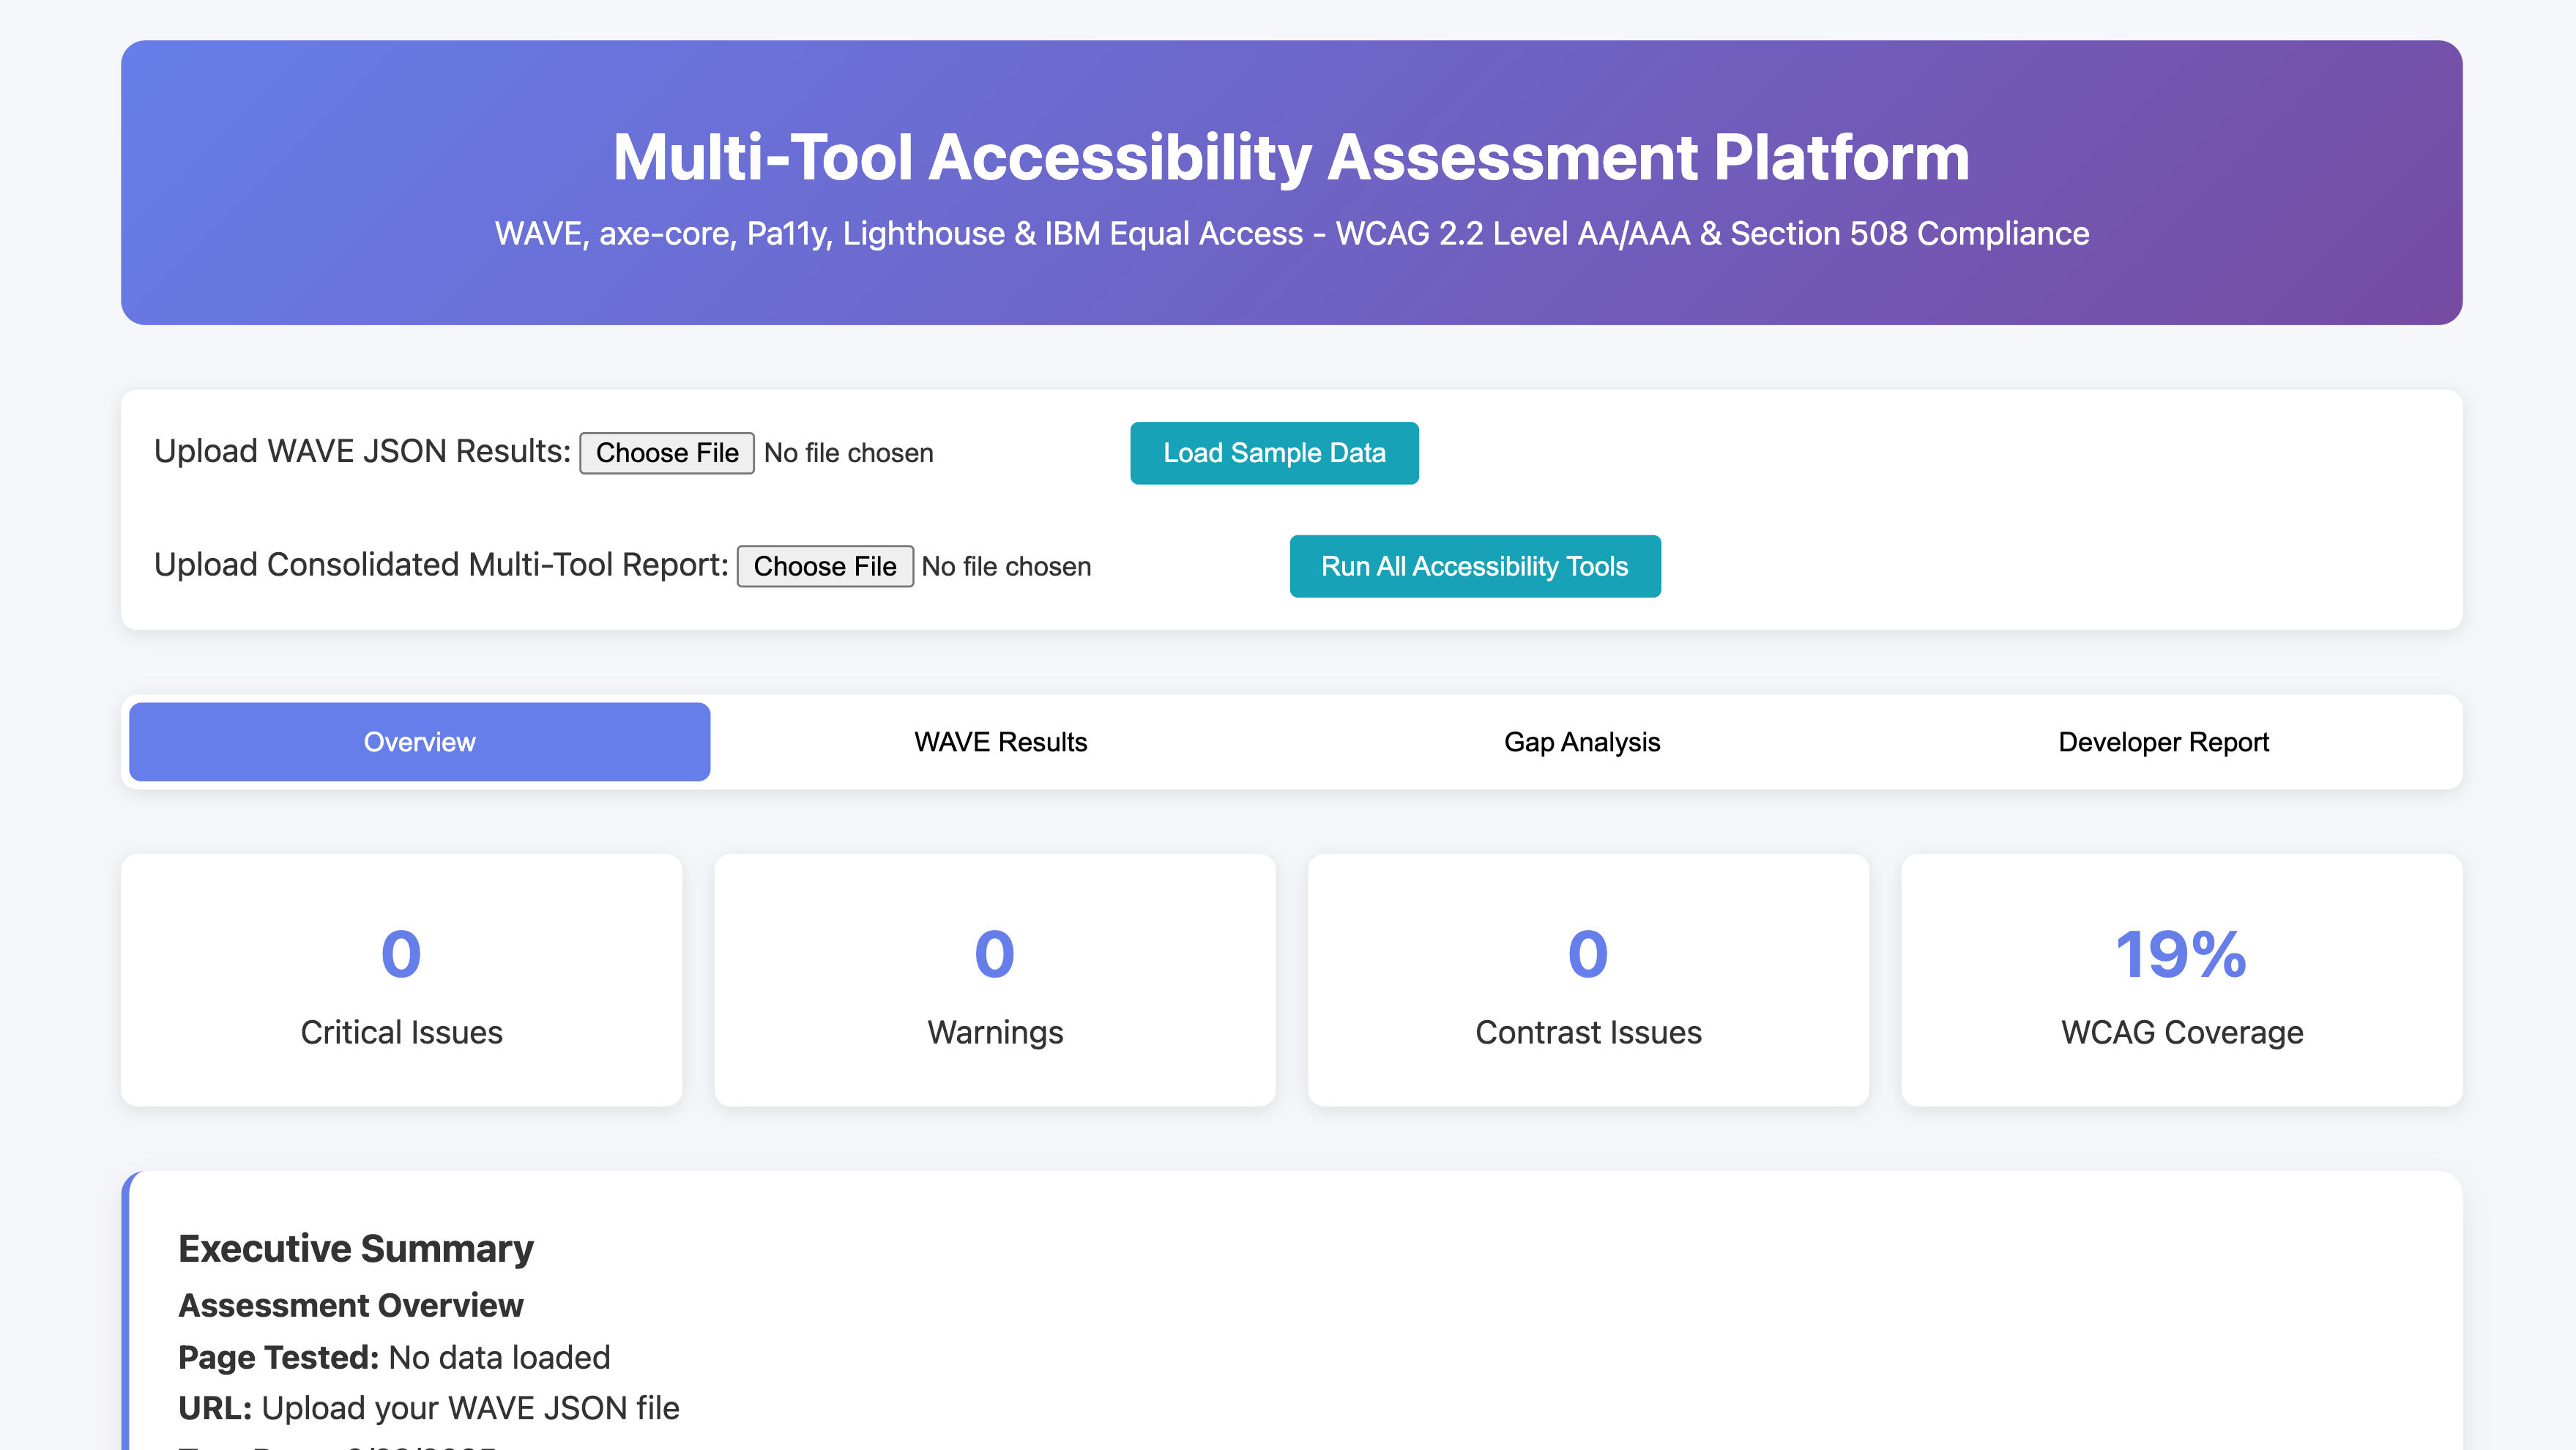 Multi-Tool Accessibility Assessment Platform
WAVE, axe-core, Pa11y, Lighthouse & IBM Equal Access - WCAG 2.2 Level AA/AAA & Section 508 Compliance
Upload WAVE JSON Results: Choose File No file chosen Load Sample Data
Upload Consolidated Multi-Tool Report: Choose File No file chosen Run All Accessibility Tools
Overview WAVE Results Gap Analysis Developer Report
0 0 0 19%
Critical Issues Warnings Contrast Issues WCAG Coverage
Executive Summary
Assessment Overview
Page Tested: No data loaded
URL: Upload your WAVE JSON file